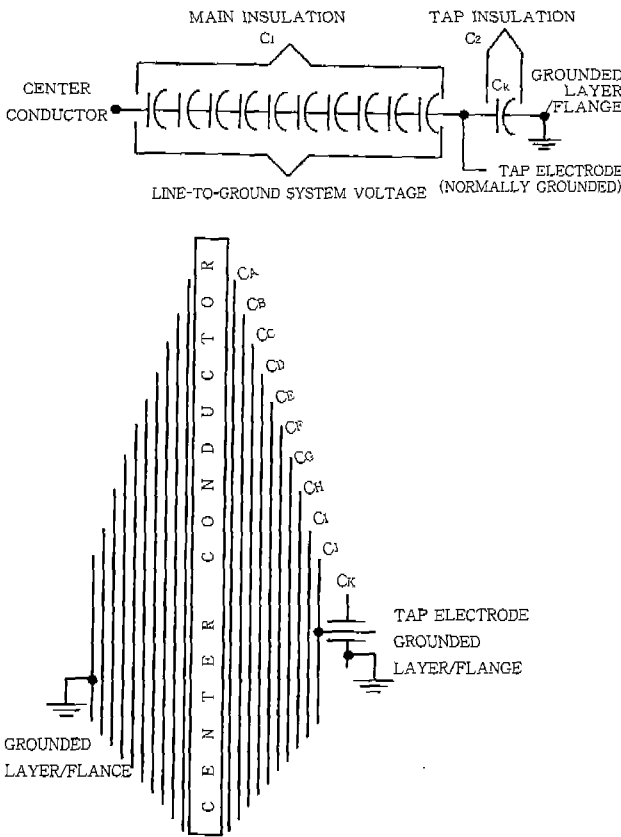 MAIN INSULATION
C1
TAP INSULATION
C2
CK
CENTER
CONDUCTOR
GROUNDED
LAYER
/FLANGE
LINE-TO-GROUND SYSTEM VOLTAGE
TAP ELECTRODE
(NORMALLY GROUNDED)
CENTER CONDUCTOR
CA
CB
CC
CD
CE
CF
CG
CH
CI
CJ
CK
TAP ELECTRODE
GROUNDED
LAYER/FLANGE
GROUNDED
LAYER/FLANCE